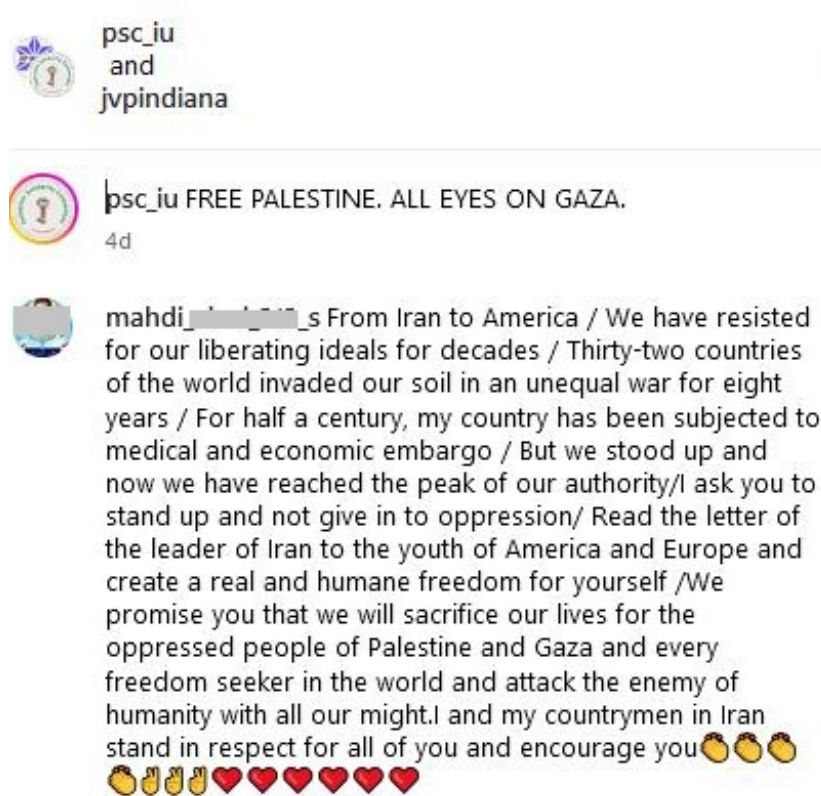 psc_iu
and
jvpindiana
psc_iu FREE PALESTINE. ALL EYES ON GAZA.
4d
mahdi_ _s From Iran to America / We have resisted
for our liberating ideals for decades / Thirty-two countries
of the world invaded our soil in an unequal war for eight
years / For half a century, my country has been subjected to
medical and economic embargo / But we stood up and
now we have reached the peak of our authority/I ask you to
stand up and not give in to oppression/ Read the letter of
the leader of Iran to the youth of America and Europe and
create a real and humane freedom for yourself /We
promise you that we will sacrifice our lives for the
oppressed people of Palestine and Gaza and every
freedom seeker in the world and attack the enemy of
humanity with all our might.I and my countrymen in Iran
stand in respect for all of you and encourage you👏👏👏
👏✌️✌️✌️❤️❤️❤️❤️❤️❤️